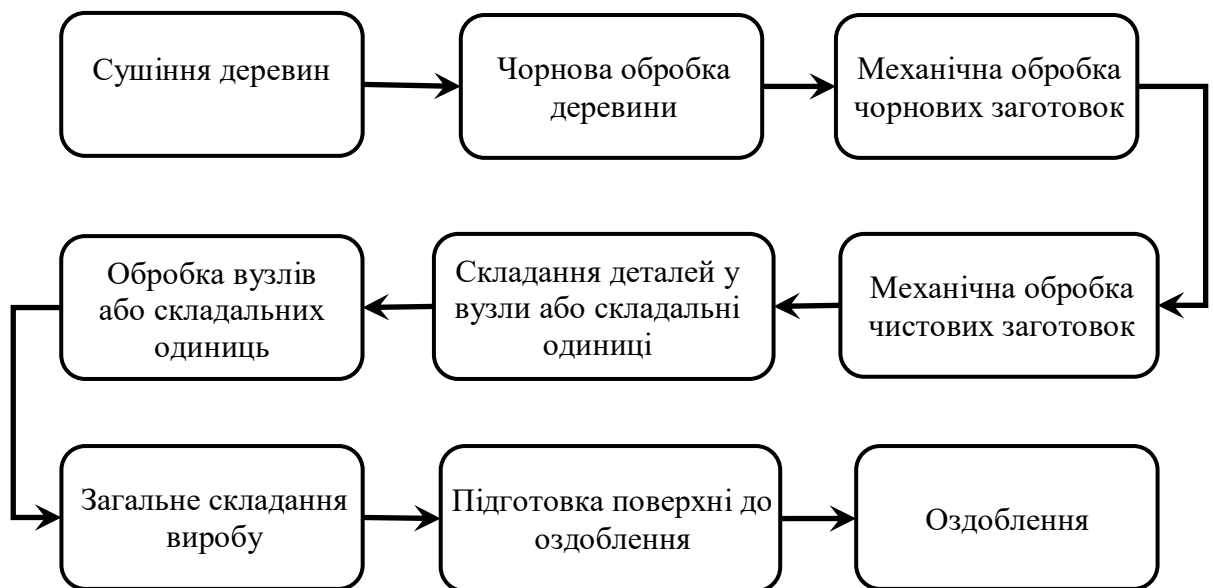 Сушіння деревин
Чорнова обробка
деревини
Механічна обробка
чорнових заготовок
Механічна обробка
чистових заготовок
Складання деталей у
вузли або складальні
одиниці
Обробка вузлів
або складальних
одиниць
Загальне складання
виробу
Підготовка поверхні до
оздоблення
Оздоблення